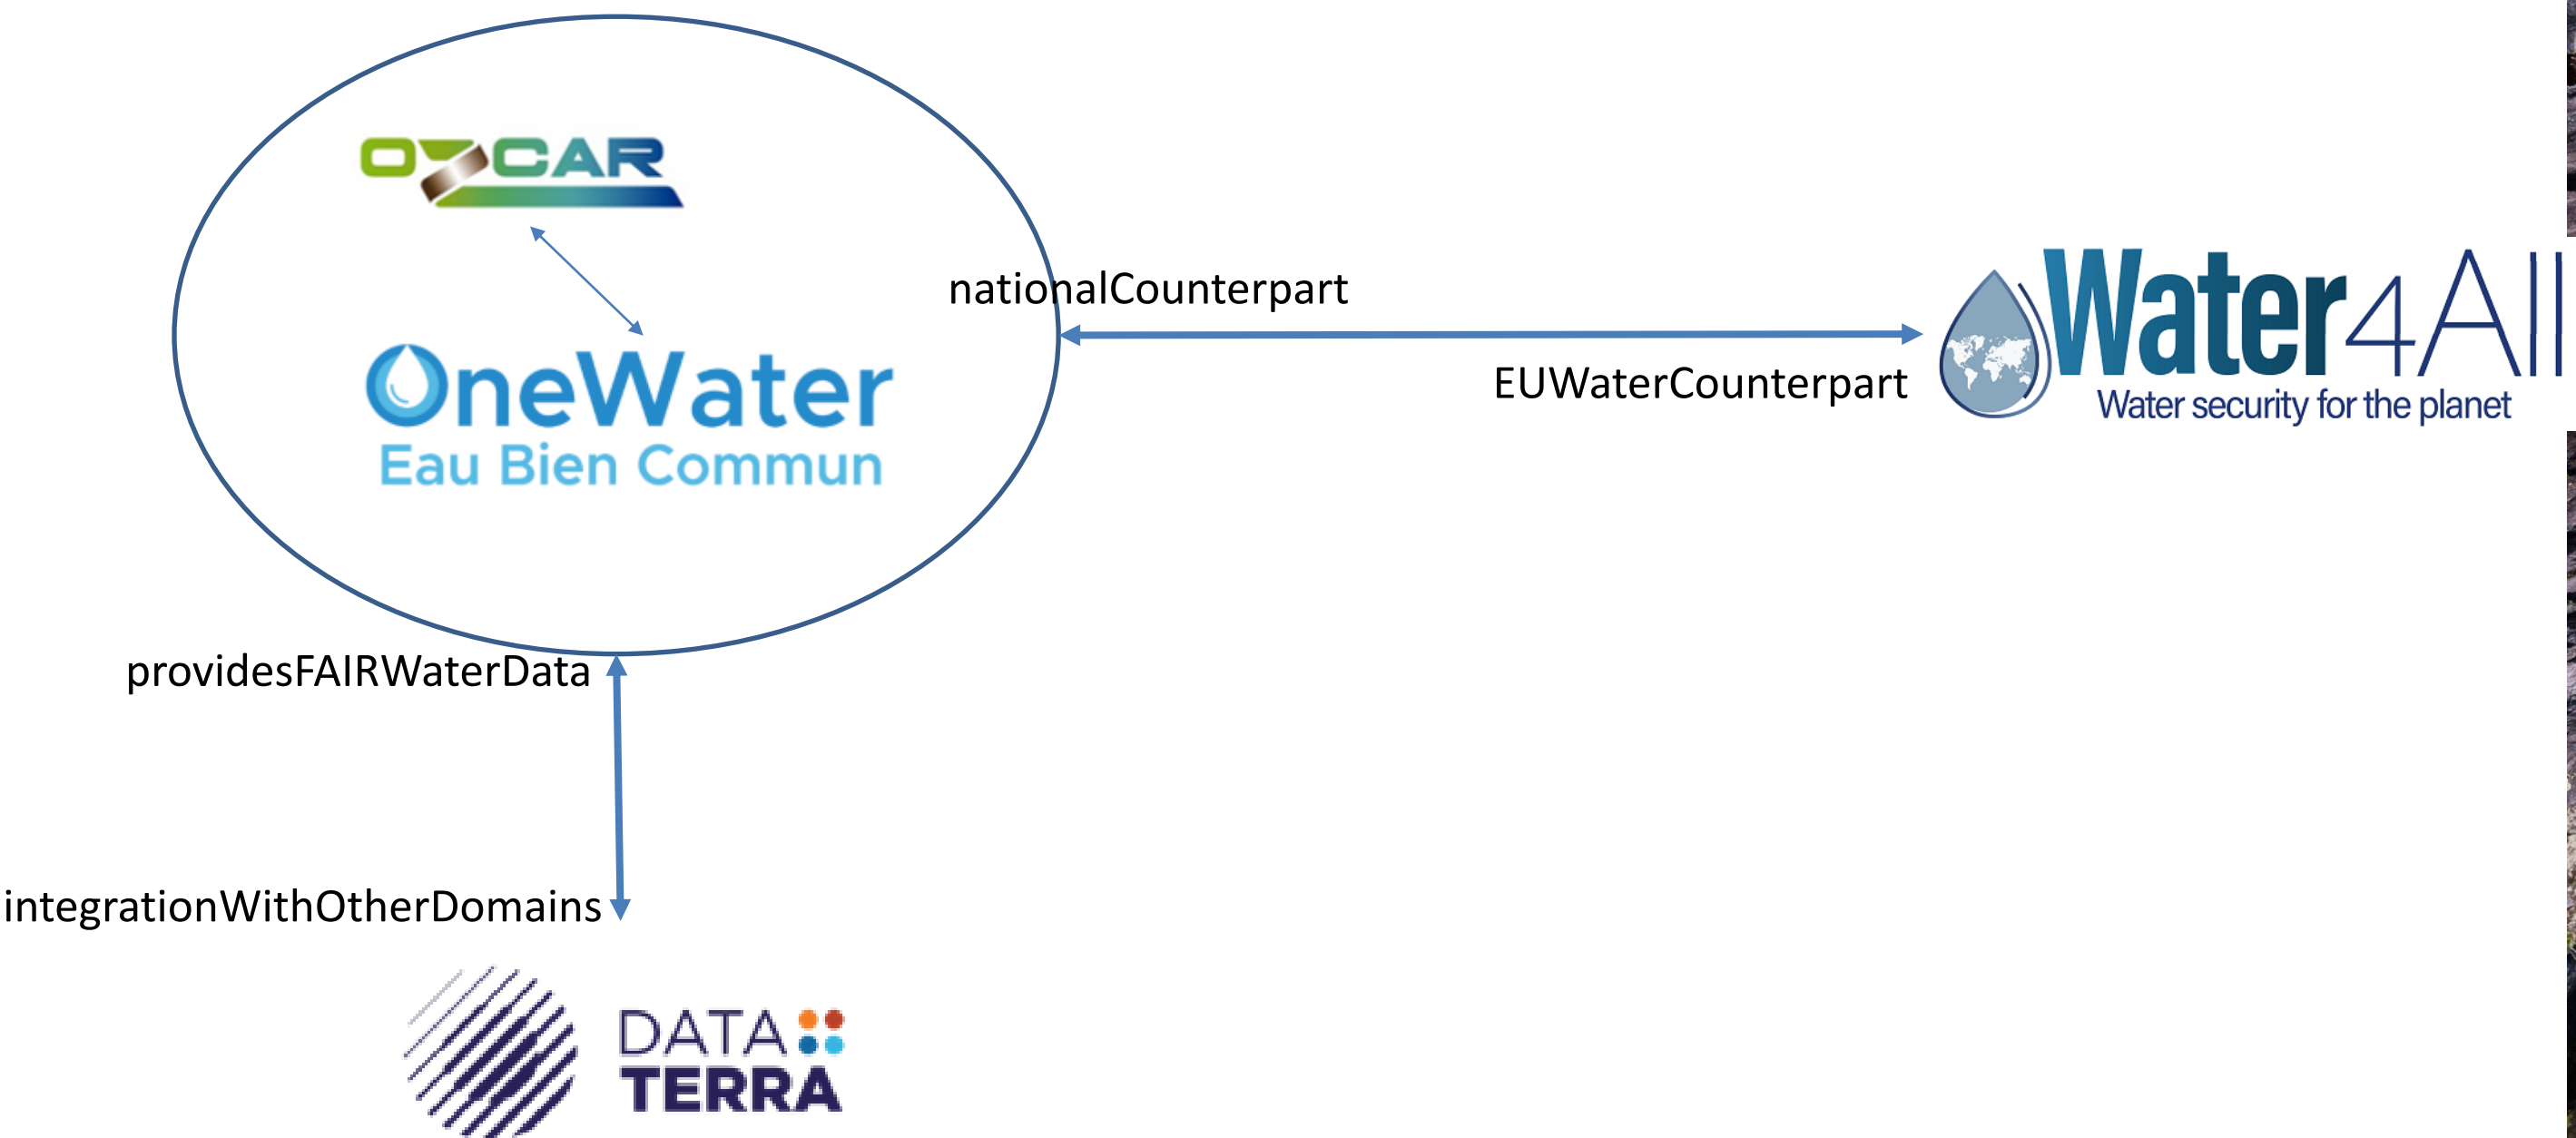 OZCAR
nationalCounterpart
OneWater
Eau Bien Commun
EUWaterCounterpart
Water4All
Water security for the planet
providesFAIRWaterData
integrationWithOtherDomains
DATA
TERRA